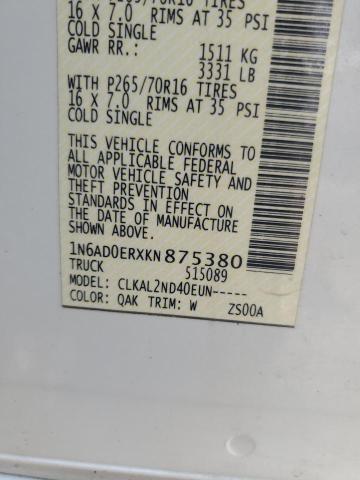 16 X 7.0 RIMS AT 35 PSI
COLD SINGLE
GAWR RR.: 1511 KG
3331 LB
WITH P265/70R16 TIRES
16 X 7.0 RIMS AT 35 PSI
COLD SINGLE
THIS VEHICLE CONFORMS TO
ALL APPLICABLE FEDERAL
MOTOR VEHICLE SAFETY AND
THEFT PREVENTION
STANDARDS IN EFFECT ON
THE DATE OF MANUFACTURE
SHOWN ABOVE.
1N6AD0ERXKN875380
TRUCK 515089
MODEL: CLKAL2ND40EUN-----
COLOR: QAK TRIM: W ZS00A